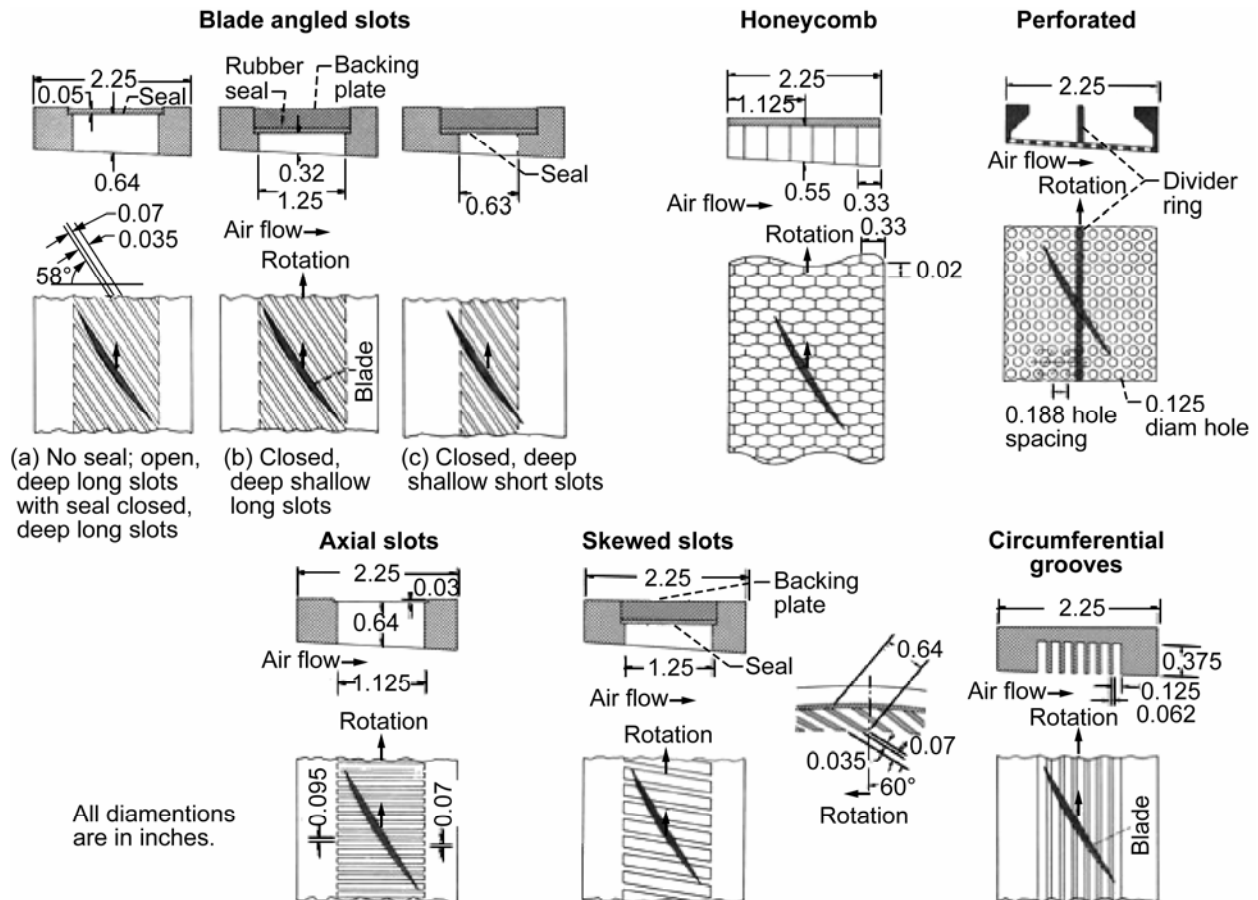 Blade angled slots
2.25
0.05
Seal
0.64
0.07
0.035
58°
Rubber
seal
Backing
plate
0.32
1.25
Air flow
Rotation
Blade
Seal
0.63
(a) No seal; open,
deep long slots
with seal closed,
deep long slots
(b) Closed,
deep shallow
long slots
(c) Closed, deep
shallow short slots
Honeycomb
2.25
1.125
0.55
0.33
Air flow
0.33
Rotation
0.02
Perforated
2.25
Air flow
Rotation
Divider
ring
0.188 hole
spacing
0.125
diam hole
Axial slots
2.25
0.03
0.64
Air flow
1.125
Rotation
0.095
0.07
All diamentions
are in inches.
Skewed slots
2.25
Backing
plate
Seal
1.25
Air flow
Rotation
0.64
0.07
0.035
60°
Rotation
Circumferential
grooves
2.25
0.375
Air flow
0.125
0.062
Rotation
Blade